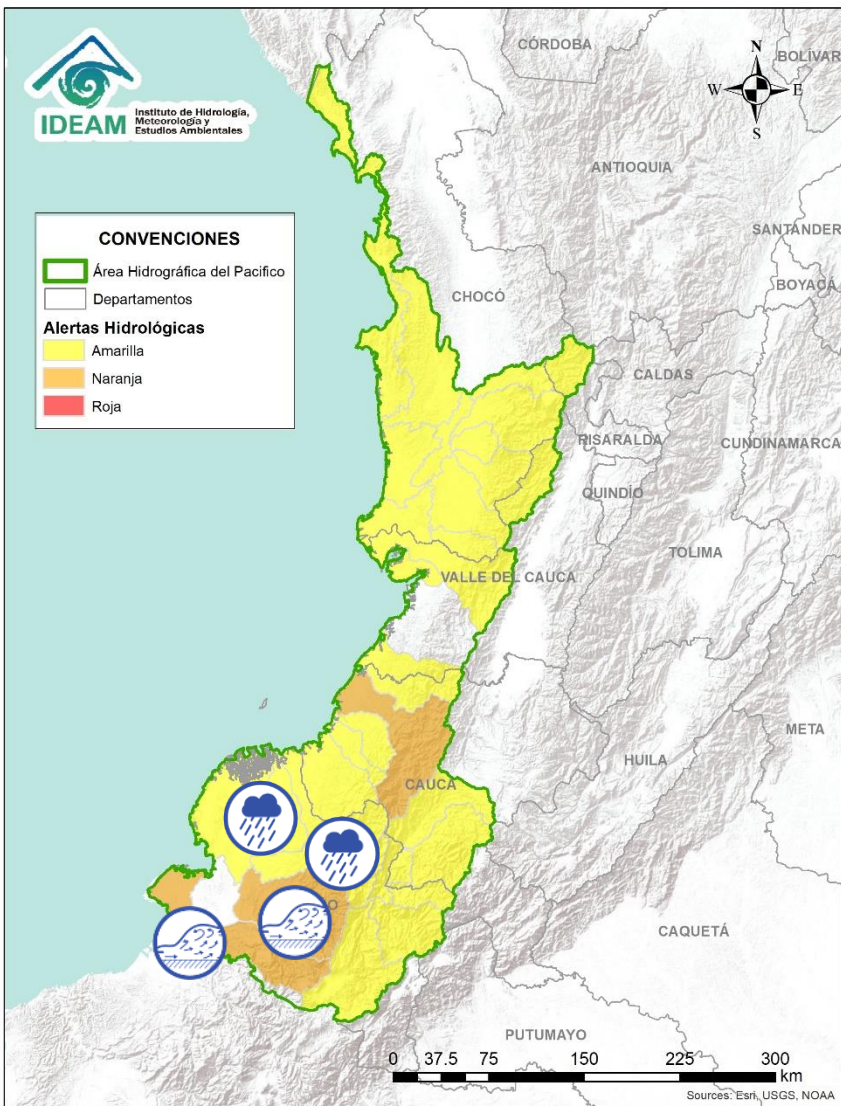 IDEAM
Instituto de Hidrología,
Meteorología y
Estudios Ambientales
N
W
E
S
CÓRDOBA
BOLÍVAR
ANTIOQUIA
SANTANDER
BOYACÁ
CHOCÓ
CALDAS
RISARALDA
CUNDINAMARCA
QUINDÍO
TOLIMA
VALLE DEL CAUCA
META
HUILA
CAUCA
CAQUETÁ
PUTUMAYO
CONVENCIONES
Área Hidrográfica del Pacifico
Departamentos
Alertas Hidrológicas
Amarilla
Naranja
Roja
0 37.5 75 150 225 300
km
Sources: Esri, USGS, NOAA